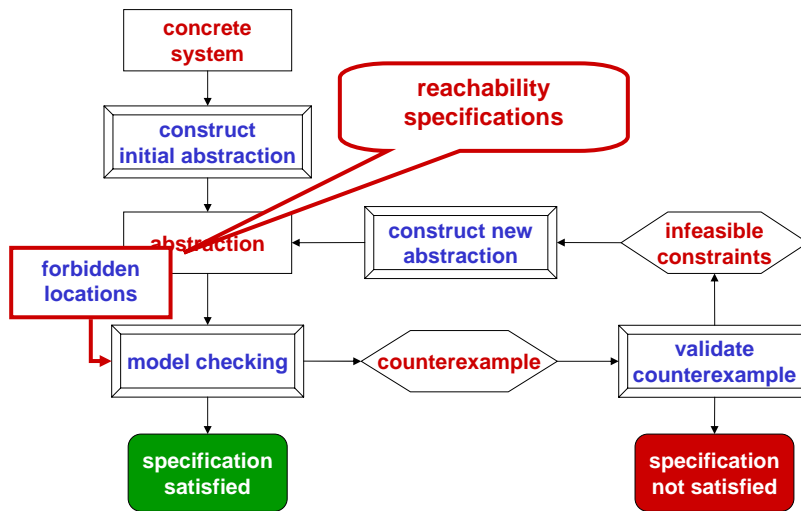 concrete
system
reachability
specifications
construct
initial abstraction
abstraction
construct new
abstraction
infeasible
constraints
forbidden
locations
model checking
counterexample
validate
counterexample
specification
satisfied
specification
not satisfied